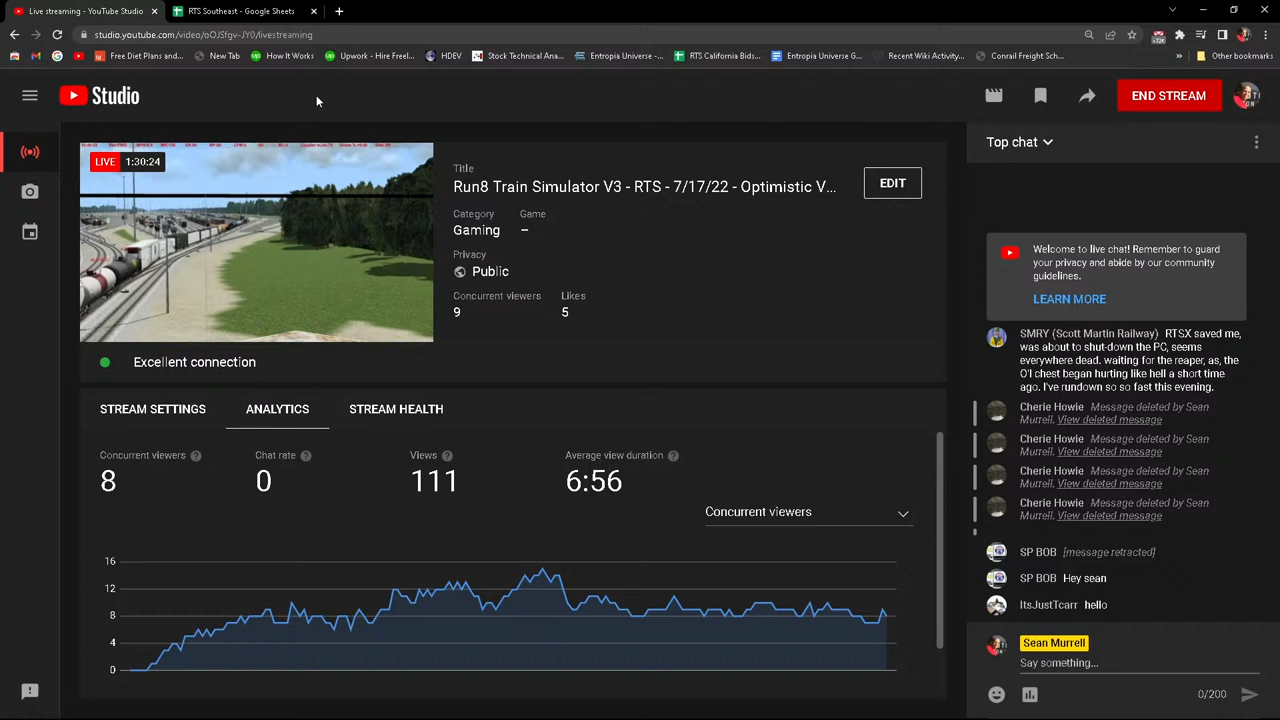 Live streaming - YouTube Studio
RTS Southeast - Google Sheets
studio.youtube.com/video/oOJSfgv-JY0/livestreaming
Free Diet Plans and...
New Tab
How It Works
Upwork - Hire Freel...
HDEV
Stock Technical Ana...
Entropia Universe -...
RTS California Bids...
Entropia Universe G...
Recent Wiki Activity...
Conrail Freight Sch...
»
Other bookmarks
Studio
END STREAM
LIVE 1:30:24
Title
Run8 Train Simulator V3 - RTS - 7/17/22 - Optimistic V...
EDIT
Category Game
Gaming –
Privacy
Public
Concurrent viewers Likes
9 5
Excellent connection
STREAM SETTINGS ANALYTICS STREAM HEALTH
Concurrent viewers Chat rate Views Average view duration
8 0 111 6:56
Concurrent viewers
16
12
8
4
0
Top chat
Welcome to live chat! Remember to guard
your privacy and abide by our community
guidelines.
LEARN MORE
SMRY (Scott Martin Railway) RTSX saved me,
was about to shut-down the PC, seems
everywhere dead. waiting for the reaper, as, the
O'l chest began hurting like hell a short time
ago. I've rundown so so fast this evening.
Cherie Howie Message deleted by Sean
Murrell. View deleted message
Cherie Howie Message deleted by Sean
Murrell. View deleted message
Cherie Howie Message deleted by Sean
Murrell. View deleted message
Cherie Howie Message deleted by Sean
Murrell. View deleted message
SP BOB [message retracted]
SP BOB Hey sean
ItsJustTcarr hello
Sean Murrell
Say something...
0/200